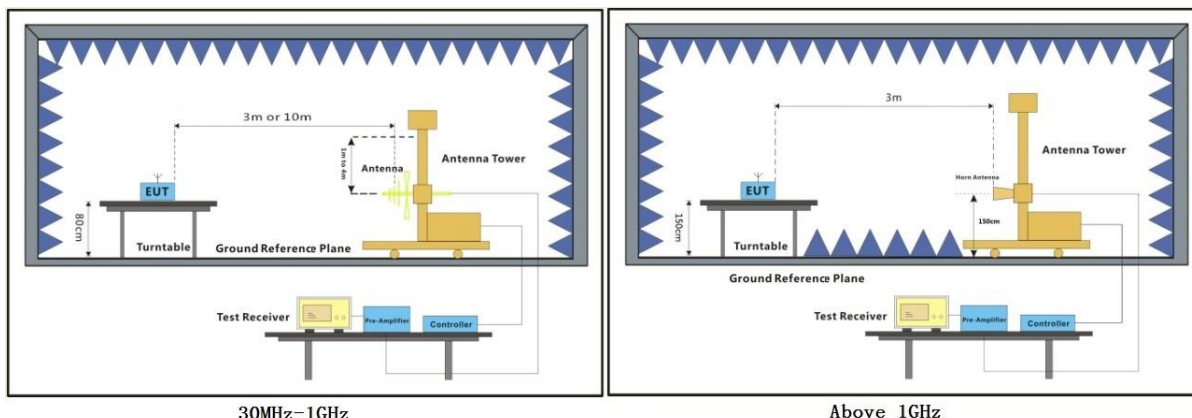 3m or 10m
1m to 4m
Antenna
Antenna Tower
EUT
80cm
Turntable
Ground Reference Plane
Test Receiver
Pre-Amplifier
Controller
30MHz-1GHz
3m
Antenna Tower
Horn Antenna
EUT
150cm
150cm
Turntable
Ground Reference Plane
Test Receiver
Pre-Amplifier
Controller
Above 1GHz